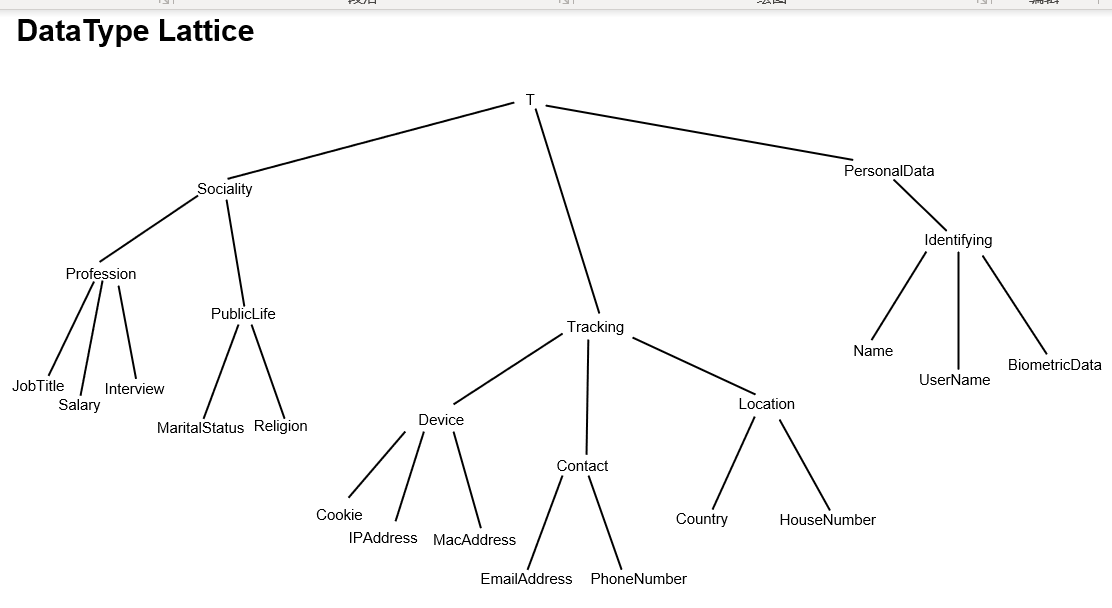 DataType Lattice
T
PersonalData
Sociality
Identifying
Profession
PublicLife
Tracking
Name
UserName
BiometricData
JobTitle
Salary
Interview
MaritalStatus
Religion
Device
Location
Contact
Cookie
IPAddress
MacAddress
Country
HouseNumber
EmailAddress
PhoneNumber